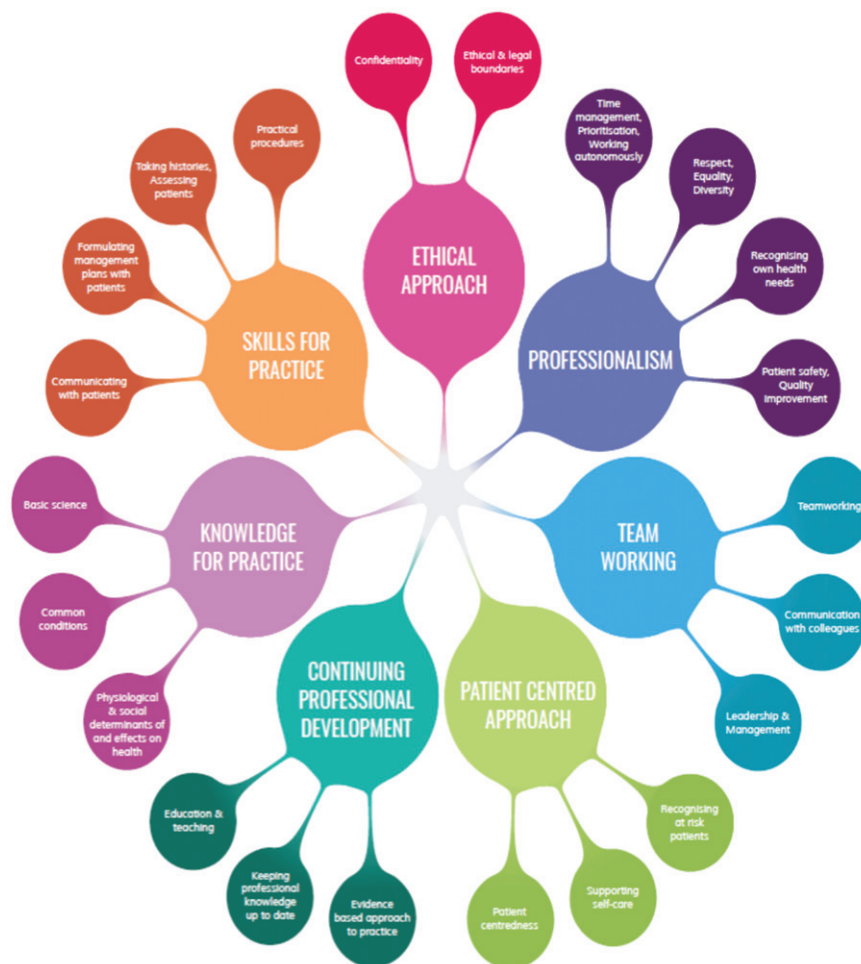 Confidentiality
Ethical & legal
boundaries
ETHICAL
APPROACH
Time
management,
Prioritisation,
Working
autonomously
Respect,
Equality,
Diversity
Recognising
own health
needs
Patient safety,
Quality
improvement
PROFESSIONALISM
Teamworking
Communication
with colleagues
Leadership &
Management
TEAM
WORKING
Recognising
at risk
patients
Supporting
self-care
Patient
centredness
PATIENT CENTRED
APPROACH
Evidence
based approach
to practice
Keeping
professional
knowledge
up to date
Education &
teaching
CONTINUING
PROFESSIONAL
DEVELOPMENT
Physiological
& social
determinants of
and effects on
health
Common
conditions
Basic science
KNOWLEDGE
FOR PRACTICE
Communicating
with patients
Formulating
management
plans with
patients
Taking histories,
Assessing
patients
Practical
procedures
SKILLS FOR
PRACTICE